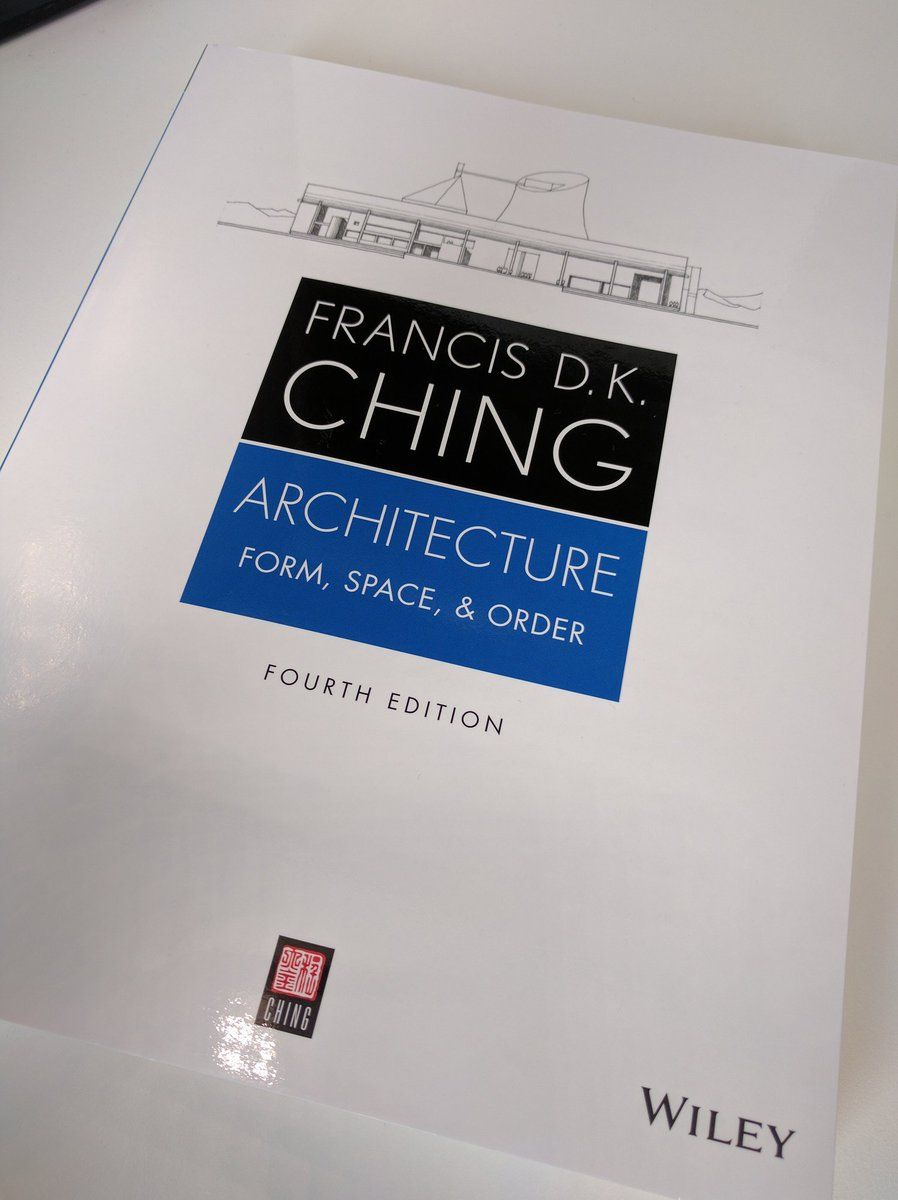 FRANCIS D.K.
CHING
ARCHITECTURE
FORM, SPACE, & ORDER
FOURTH EDITION
CHING
WILEY